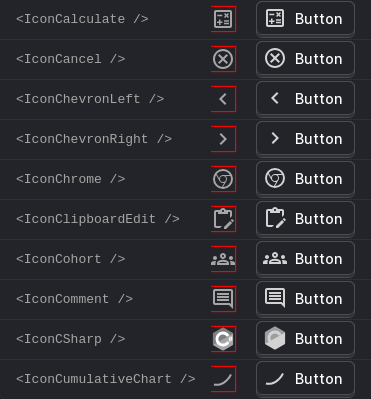 <IconCalculate /> Button
<IconCancel /> Button
<IconChevronLeft /> Button
<IconChevronRight /> Button
<IconChrome /> Button
<IconClipboardEdit /> Button
<IconCohort /> Button
<IconComment /> Button
<IconCSharp /> Button
<IconCumulativeChart /> Button